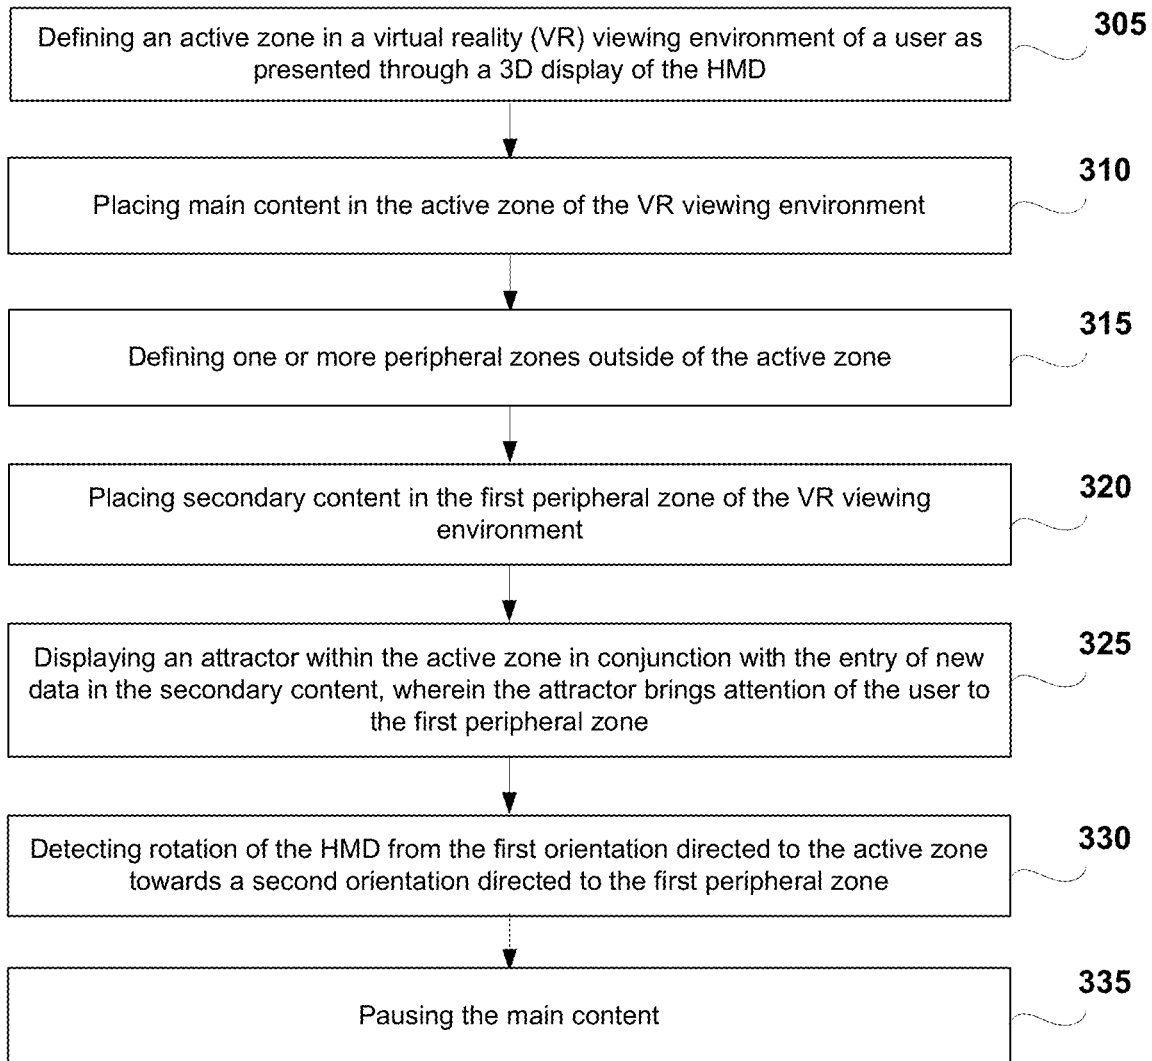 Defining an active zone in a virtual reality (VR) viewing environment of a user as
presented through a 3D display of the HMD
305
Placing main content in the active zone of the VR viewing environment
310
Defining one or more peripheral zones outside of the active zone
315
Placing secondary content in the first peripheral zone of the VR viewing
environment
320
Displaying an attractor within the active zone in conjunction with the entry of new
data in the secondary content, wherein the attractor brings attention of the user to
the first peripheral zone
325
Detecting rotation of the HMD from the first orientation directed to the active zone
towards a second orientation directed to the first peripheral zone
330
Pausing the main content
335